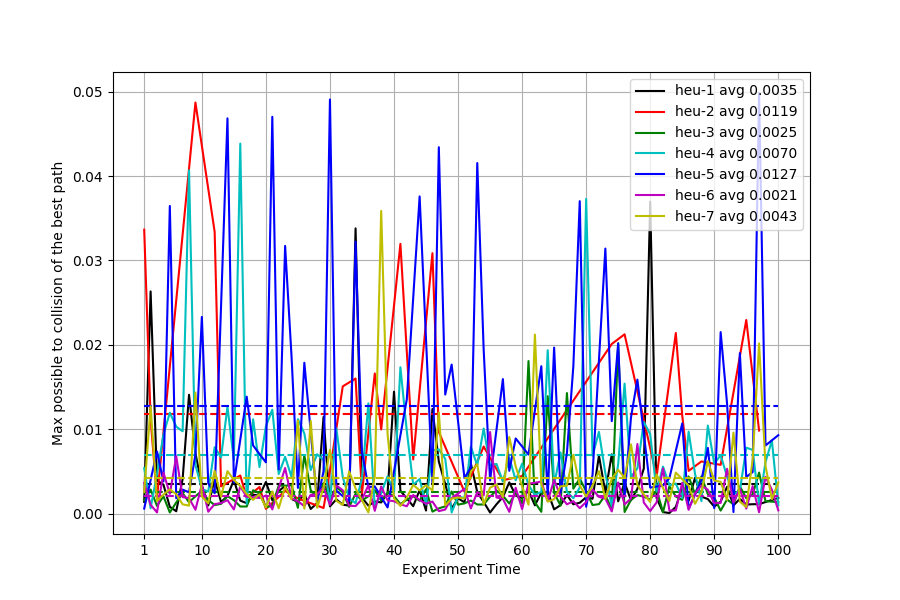 0.05
0.04
0.03
0.02
0.01
0.00
Max possible to collision of the best path
heu-1 avg 0.0035
heu-2 avg 0.0119
heu-3 avg 0.0025
heu-4 avg 0.0070
heu-5 avg 0.0127
heu-6 avg 0.0021
heu-7 avg 0.0043
1 10 20 30 40 50 60 70 80 90 100
Experiment Time